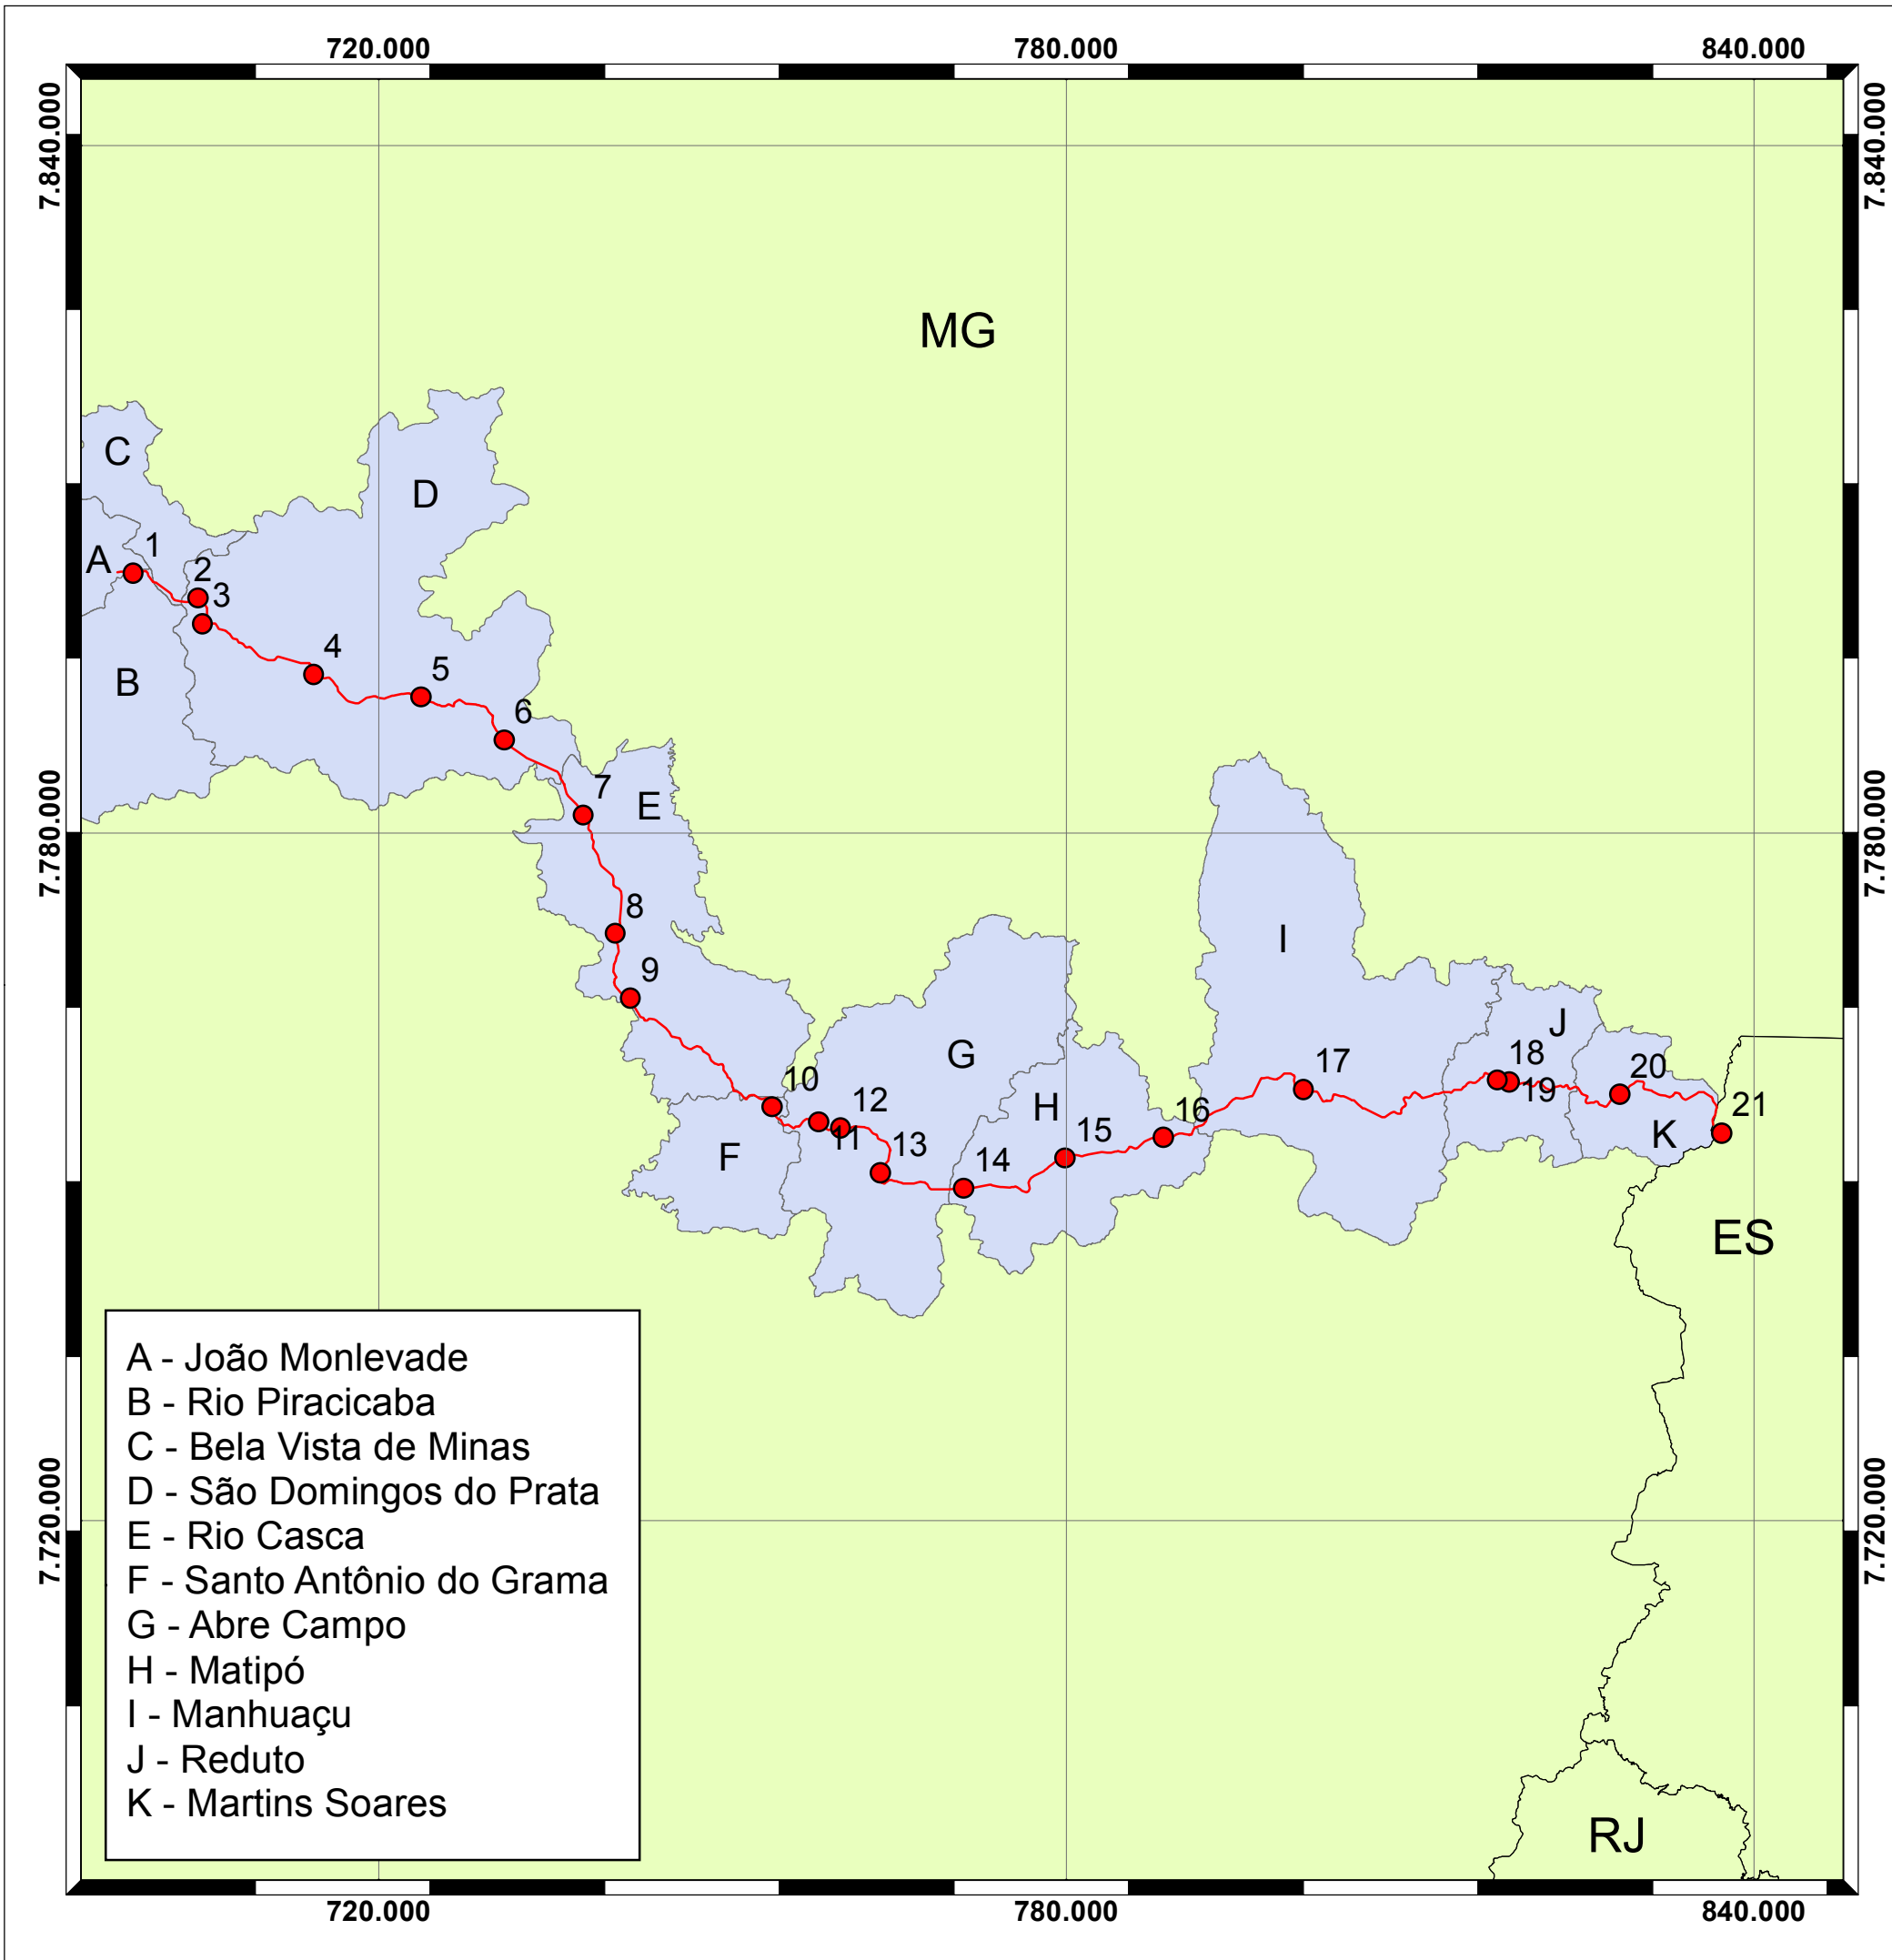 720.000
780.000
840.000
7.840.000
7.840.000
MG
C
D
1
A
2
3
4
B
5
6
7
E
7.780.000
7.780.000
8
I
9
J
G
18
17
20
10
19
H
12
21
11
16
K
15
F
13
14
ES
A - João Monlevade
B - Rio Piracicaba
C - Bela Vista de Minas
D - São Domingos do Prata
E - Rio Casca
F - Santo Antônio do Grama
G - Abre Campo
H - Matipó
I - Manhuaçu
J - Reduto
K - Martins Soares
7.720.000
7.720.000
RJ
720.000
780.000
840.000